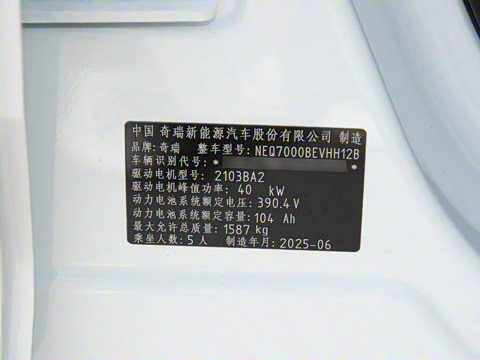 中国 奇瑞新能源汽车股份有限公司 制造
品牌:奇瑞 整车型号:NEQ7000BEVHH12B
车辆识别代号:* *
驱动电机型号:2103BA2
驱动电机峰值功率:40 kW
动力电池系统额定电压:390.4V
动力电池系统额定容量:104 Ah
最大允许总质量:1587 kg
乘坐人数:5人 制造年月:2025-06